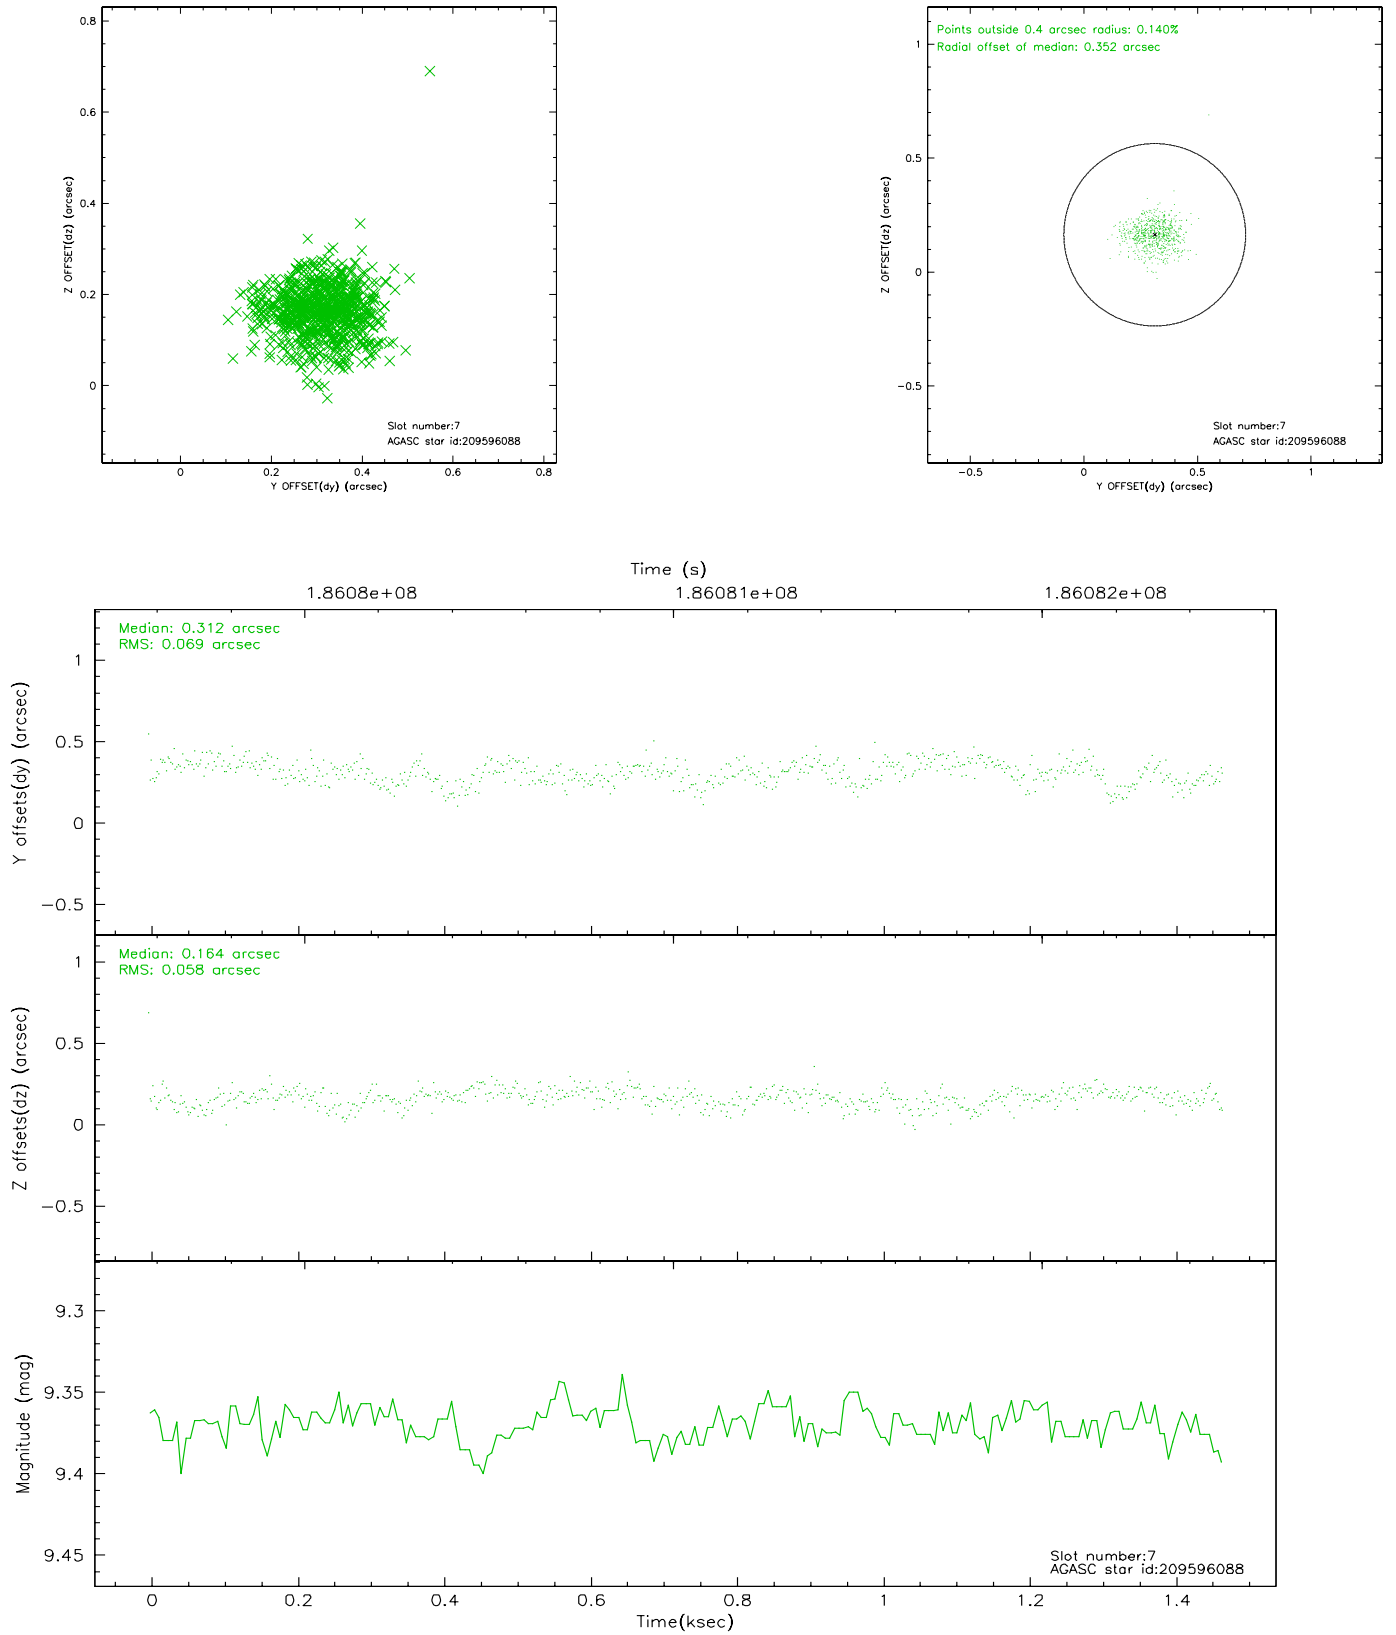 0.8
0.6
0.4
0.2
0
Z OFFSET(dz) (arcsec)
Slot number:7
AGASC star id:209596088
0 0.2 0.4 0.6 0.8
Y OFFSET(dy) (arcsec)
Points outside 0.4 arcsec radius: 0.140%
Radial offset of median: 0.352 arcsec
1
0.5
0
−0.5
Z OFFSET(dz) (arcsec)
Slot number:7
AGASC star id:209596088
−0.5 0 0.5 1
Y OFFSET(dy) (arcsec)
Time (s)
1.8608e+08 1.86081e+08 1.86082e+08
Median: 0.312 arcsec
RMS: 0.069 arcsec
1
0.5
0
−0.5
Y offsets(dy) (arcsec)
Median: 0.164 arcsec
RMS: 0.058 arcsec
1
0.5
0
−0.5
Z offsets(dz) (arcsec)
9.3
9.35
9.4
9.45
Magnitude (mag)
Slot number:7
AGASC star id:209596088
0 0.2 0.4 0.6 0.8 1 1.2 1.4
Time(ksec)